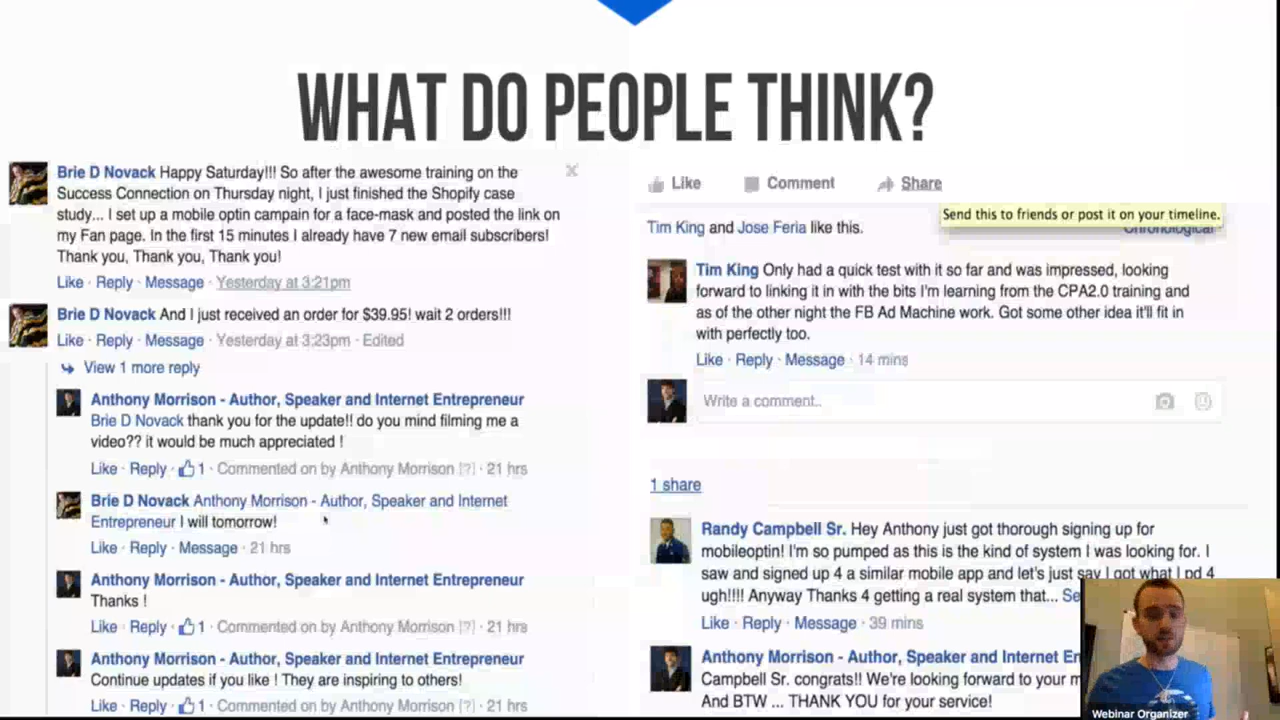 WHAT DO PEOPLE THINK?
Brie D Novack Happy Saturday!!! So after the awesome training on the
Success Connection on Thursday night, I just finished the Shopify case
study... I set up a mobile optin campain for a face-mask and posted the link on
my Fan page. In the first 15 minutes I already have 7 new email subscribers!
Thank you, Thank you, Thank you!
Like · Reply · Message · Yesterday at 3:21pm
Brie D Novack And I just received an order for $39.95! wait 2 orders!!!
Like · Reply · Message · Yesterday at 3:23pm · Edited
View 1 more reply
Anthony Morrison - Author, Speaker and Internet Entrepreneur
Brie D Novack thank you for the update!! do you mind filming me a
video?? it would be much appreciated !
Like · Reply · 1 · Commented on by Anthony Morrison [?] · 21 hrs
Brie D Novack Anthony Morrison - Author, Speaker and Internet
Entrepreneur I will tomorrow!
Like · Reply · Message · 21 hrs
Anthony Morrison - Author, Speaker and Internet Entrepreneur
Thanks !
Like · Reply · 1 · Commented on by Anthony Morrison [?] · 21 hrs
Anthony Morrison - Author, Speaker and Internet Entrepreneur
Continue updates if you like ! They are inspiring to others!
Like · Reply · 1 · Commented on by Anthony Morrison [?] · 21 hrs
Like Comment Share
Send this to friends or post it on your timeline.
Tim King and Jose Feria like this.
Chronological
Tim King Only had a quick test with it so far and was impressed, looking
forward to linking it in with the bits I'm learning from the CPA2.0 training and
as of the other night the FB Ad Machine work. Got some other idea it'll fit in
with perfectly too.
Like · Reply · Message · 14 mins
Write a comment..
1 share
Randy Campbell Sr. Hey Anthony just got thorough signing up for
mobileoptin! I'm so pumped as this is the kind of system I was looking for. I
saw and signed up 4 a similar mobile app and let's just say I got what I pd 4
ugh!!!! Anyway Thanks 4 getting a real system that... Se
Like · Reply · Message · 39 mins
Anthony Morrison - Author, Speaker and Internet En
Campbell Sr. congrats!! We're looking forward to your m
And BTW ... THANK YOU for your service!
Webinar Organizer